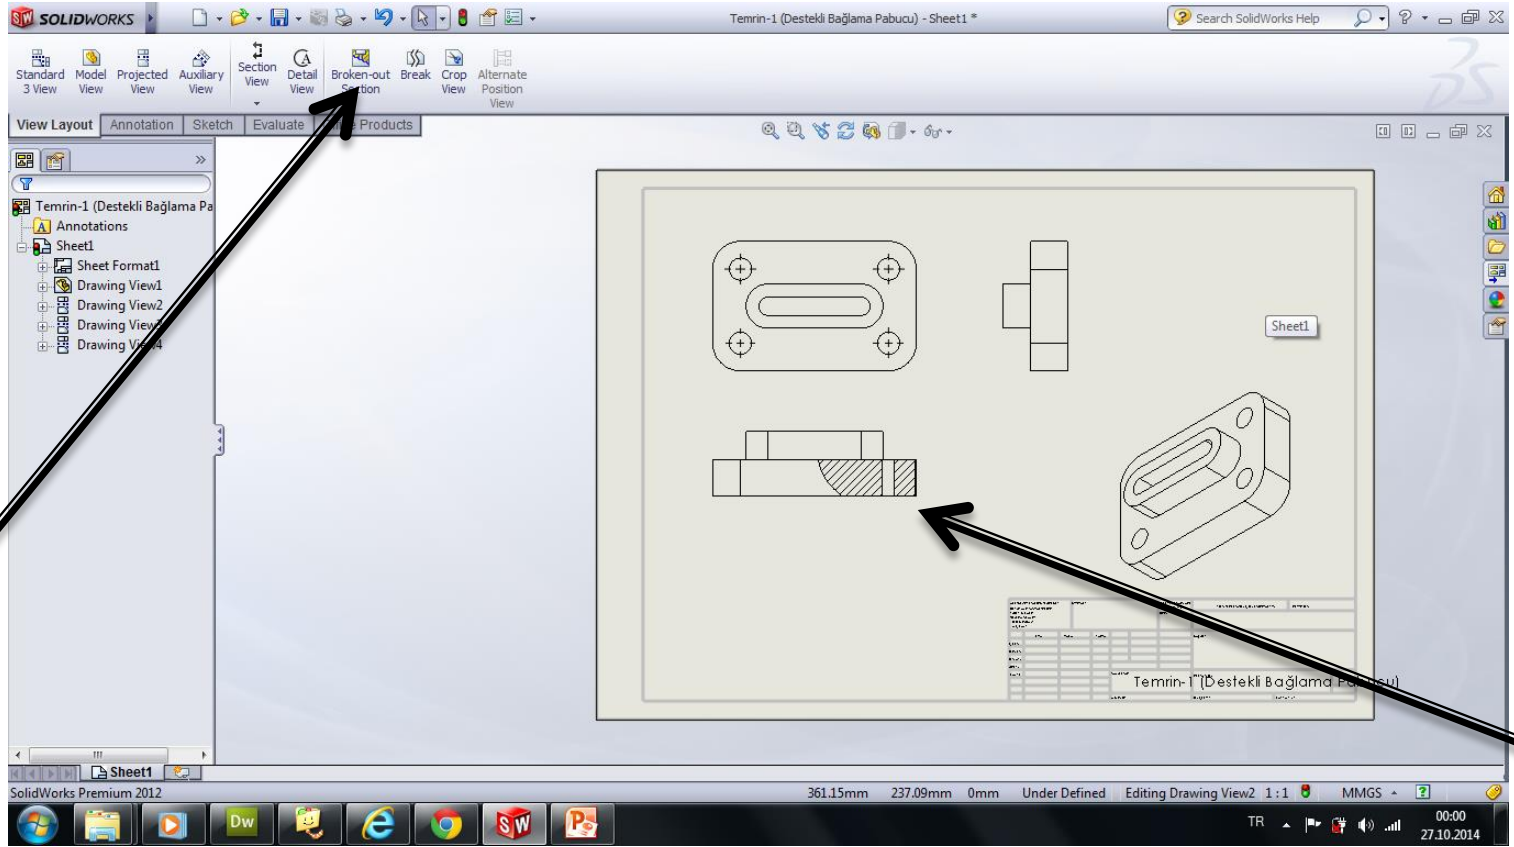 SOLIDWORKS
Temrin-1 (Destekli Bağlama Pabucu) - Sheet1 *
Search SolidWorks Help
Standard
3 View
Model
View
Projected
View
Auxiliary
View
Section
View
Detail
View
Broken-out
Section
Break
Crop
View
Alternate
Position
View
View Layout
Annotation
Sketch
Evaluate
Products
Temrin-1 (Destekli Bağlama Pa
Annotations
Sheet1
Sheet Format1
Drawing View1
Drawing View2
Drawing View
Drawing View4
Sheet1
Temrin-1 (Destekli Bağlama Pabucu)
Sheet1
SolidWorks Premium 2012
361.15mm 237.09mm 0mm Under Defined Editing Drawing View2 1:1 MMGS
Dw
SW
TR
00:00
27.10.2014